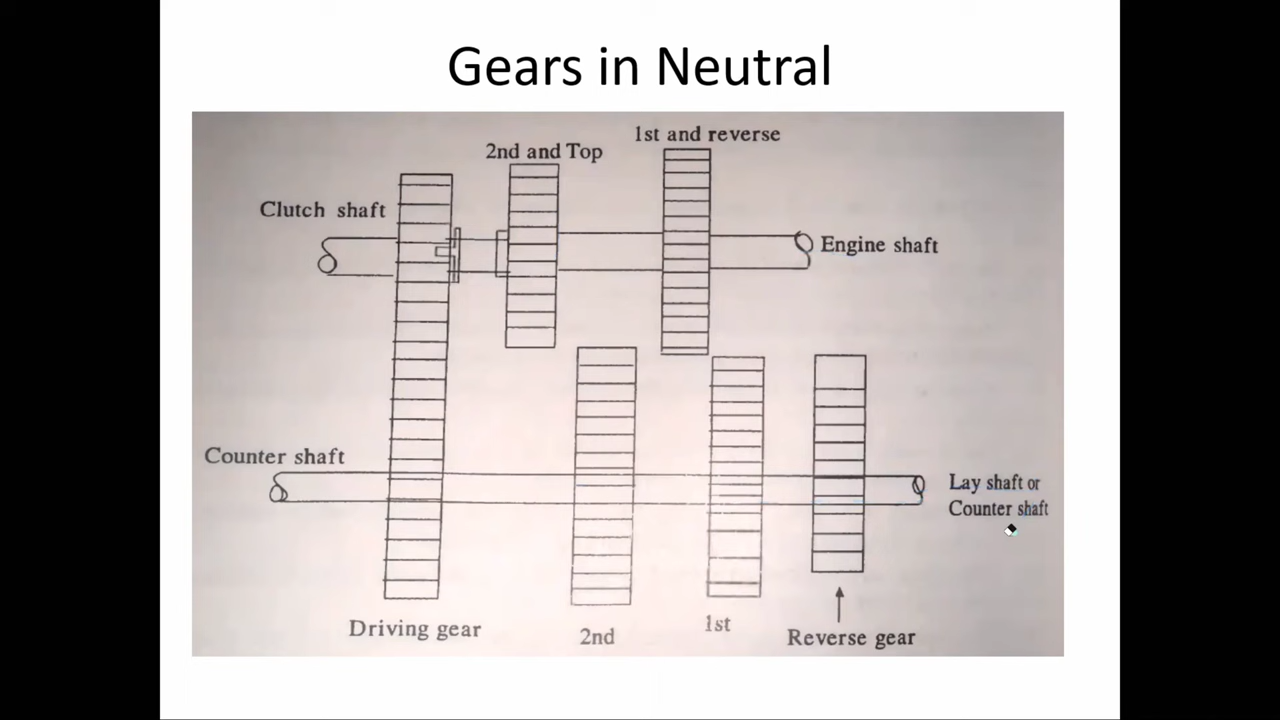 Gears in Neutral
1st and reverse
2nd and Top
Clutch shaft
Engine shaft
Counter shaft
Lay shaft or
Counter shaft
Driving gear
2nd
1st
Reverse gear